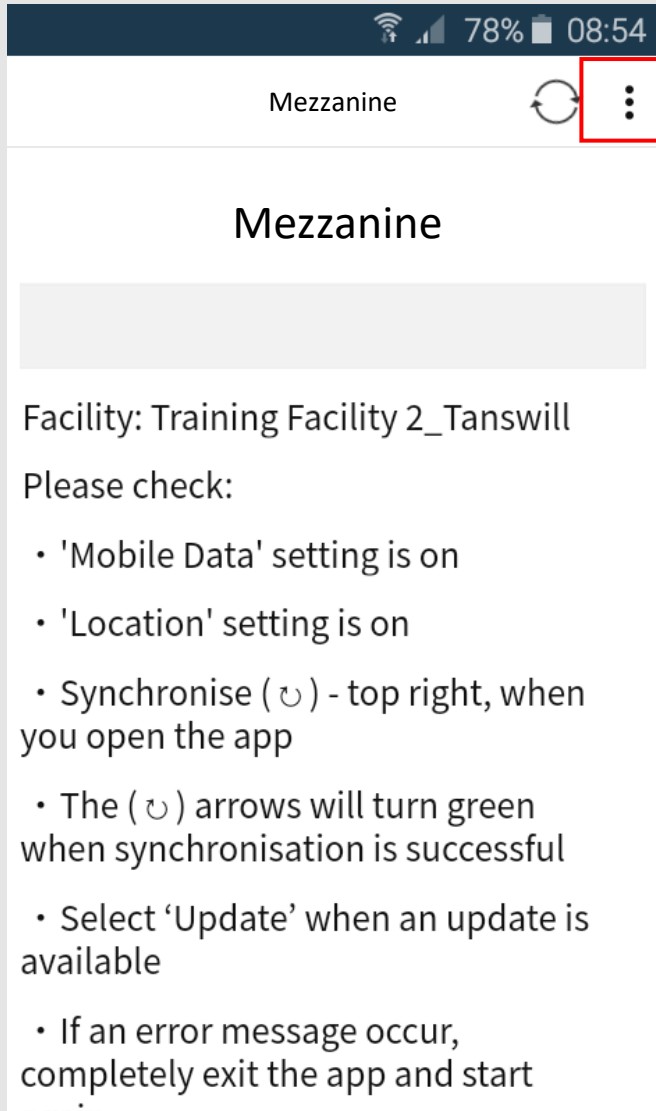 78% 08:54
Mezzanine
Mezzanine
Facility: Training Facility 2_Tanswill
Please check:
• 'Mobile Data' setting is on
• 'Location' setting is on
• Synchronise ( ↻ ) - top right, when
you open the app
• The ( ↻ ) arrows will turn green
when synchronisation is successful
• Select ‘Update’ when an update is
available
• If an error message occur,
completely exit the app and start